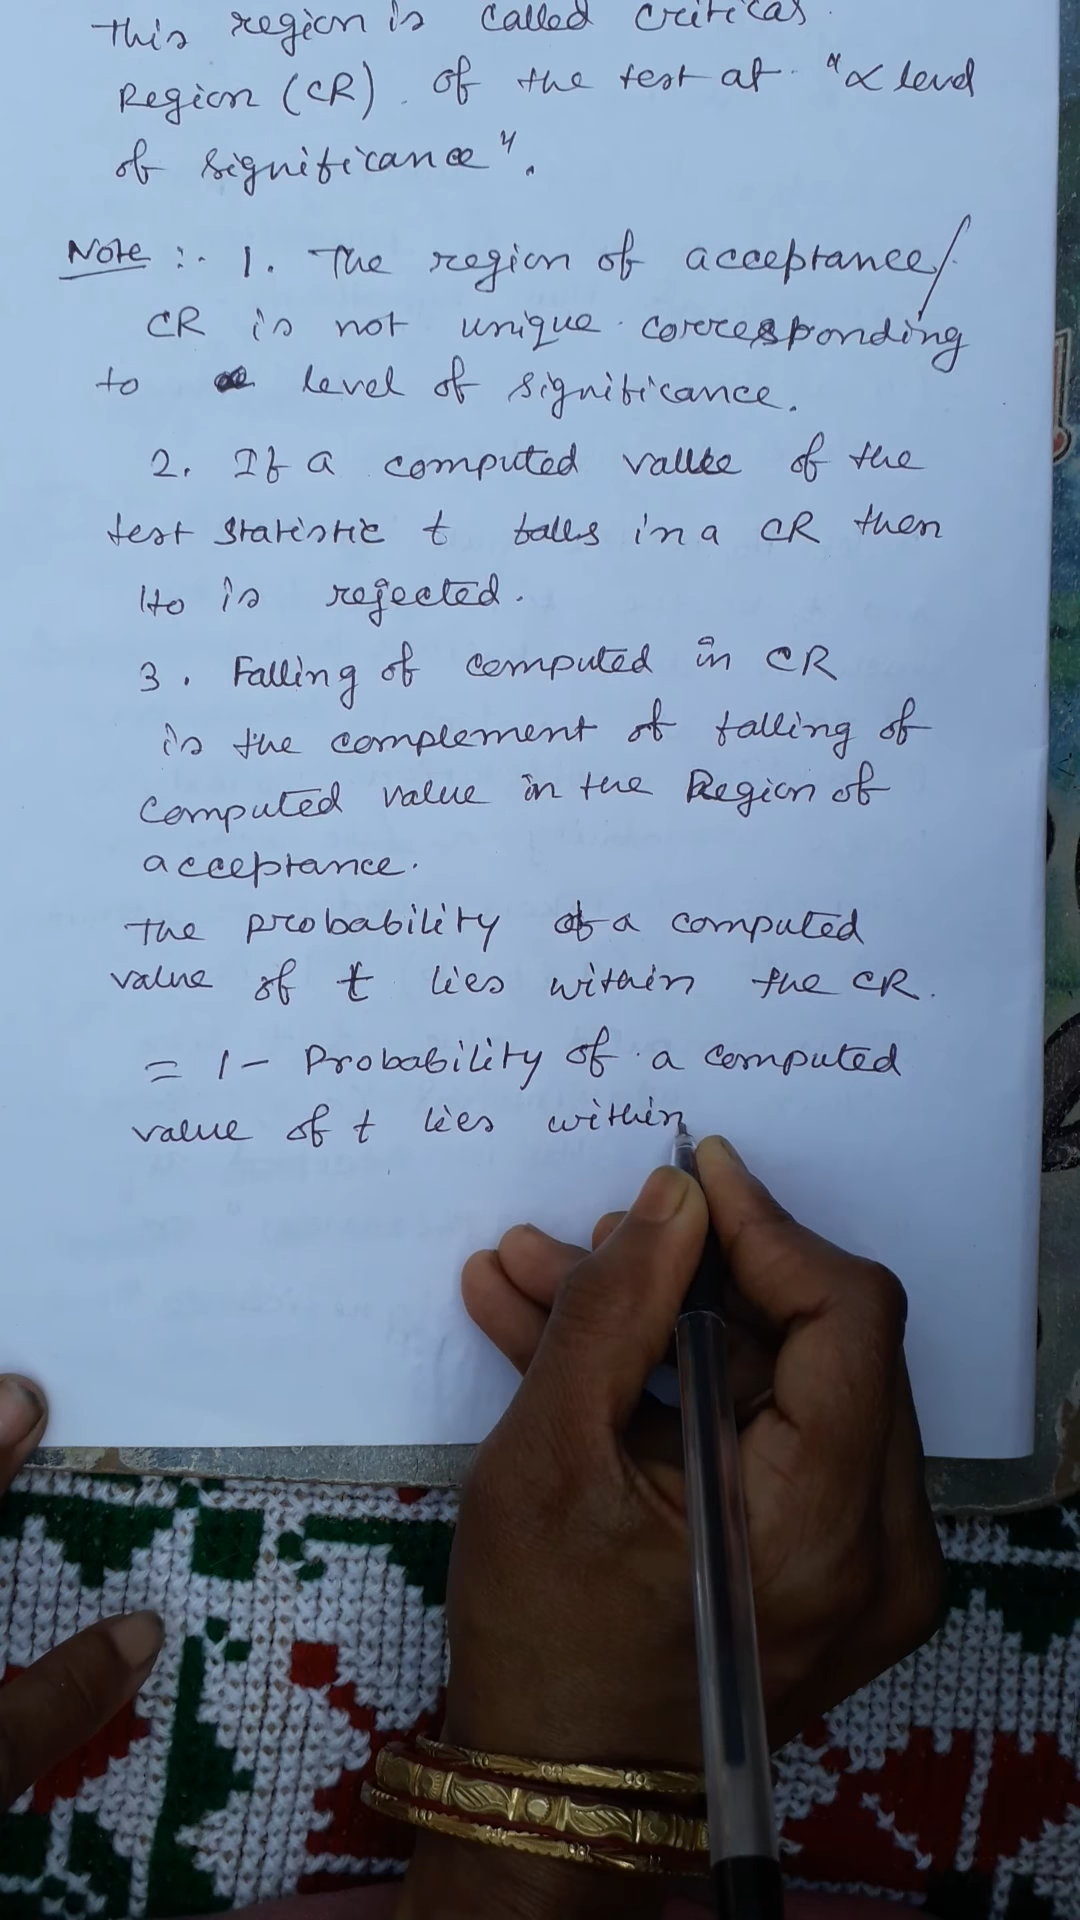 This region is called critical
Region (CR). of the test at "α level
of significance".
Note :- 1. The region of acceptance/
CR is not unique corresponding
to level of significance.
2. If a computed value of the
test statistic t falls in a CR then
Ho is rejected.
3. Falling of computed in CR
is the complement of falling of
computed value in the Region of
acceptance.
The probability of a computed
value of t lies within the CR.
= 1 - Probability of a computed
value of t lies within